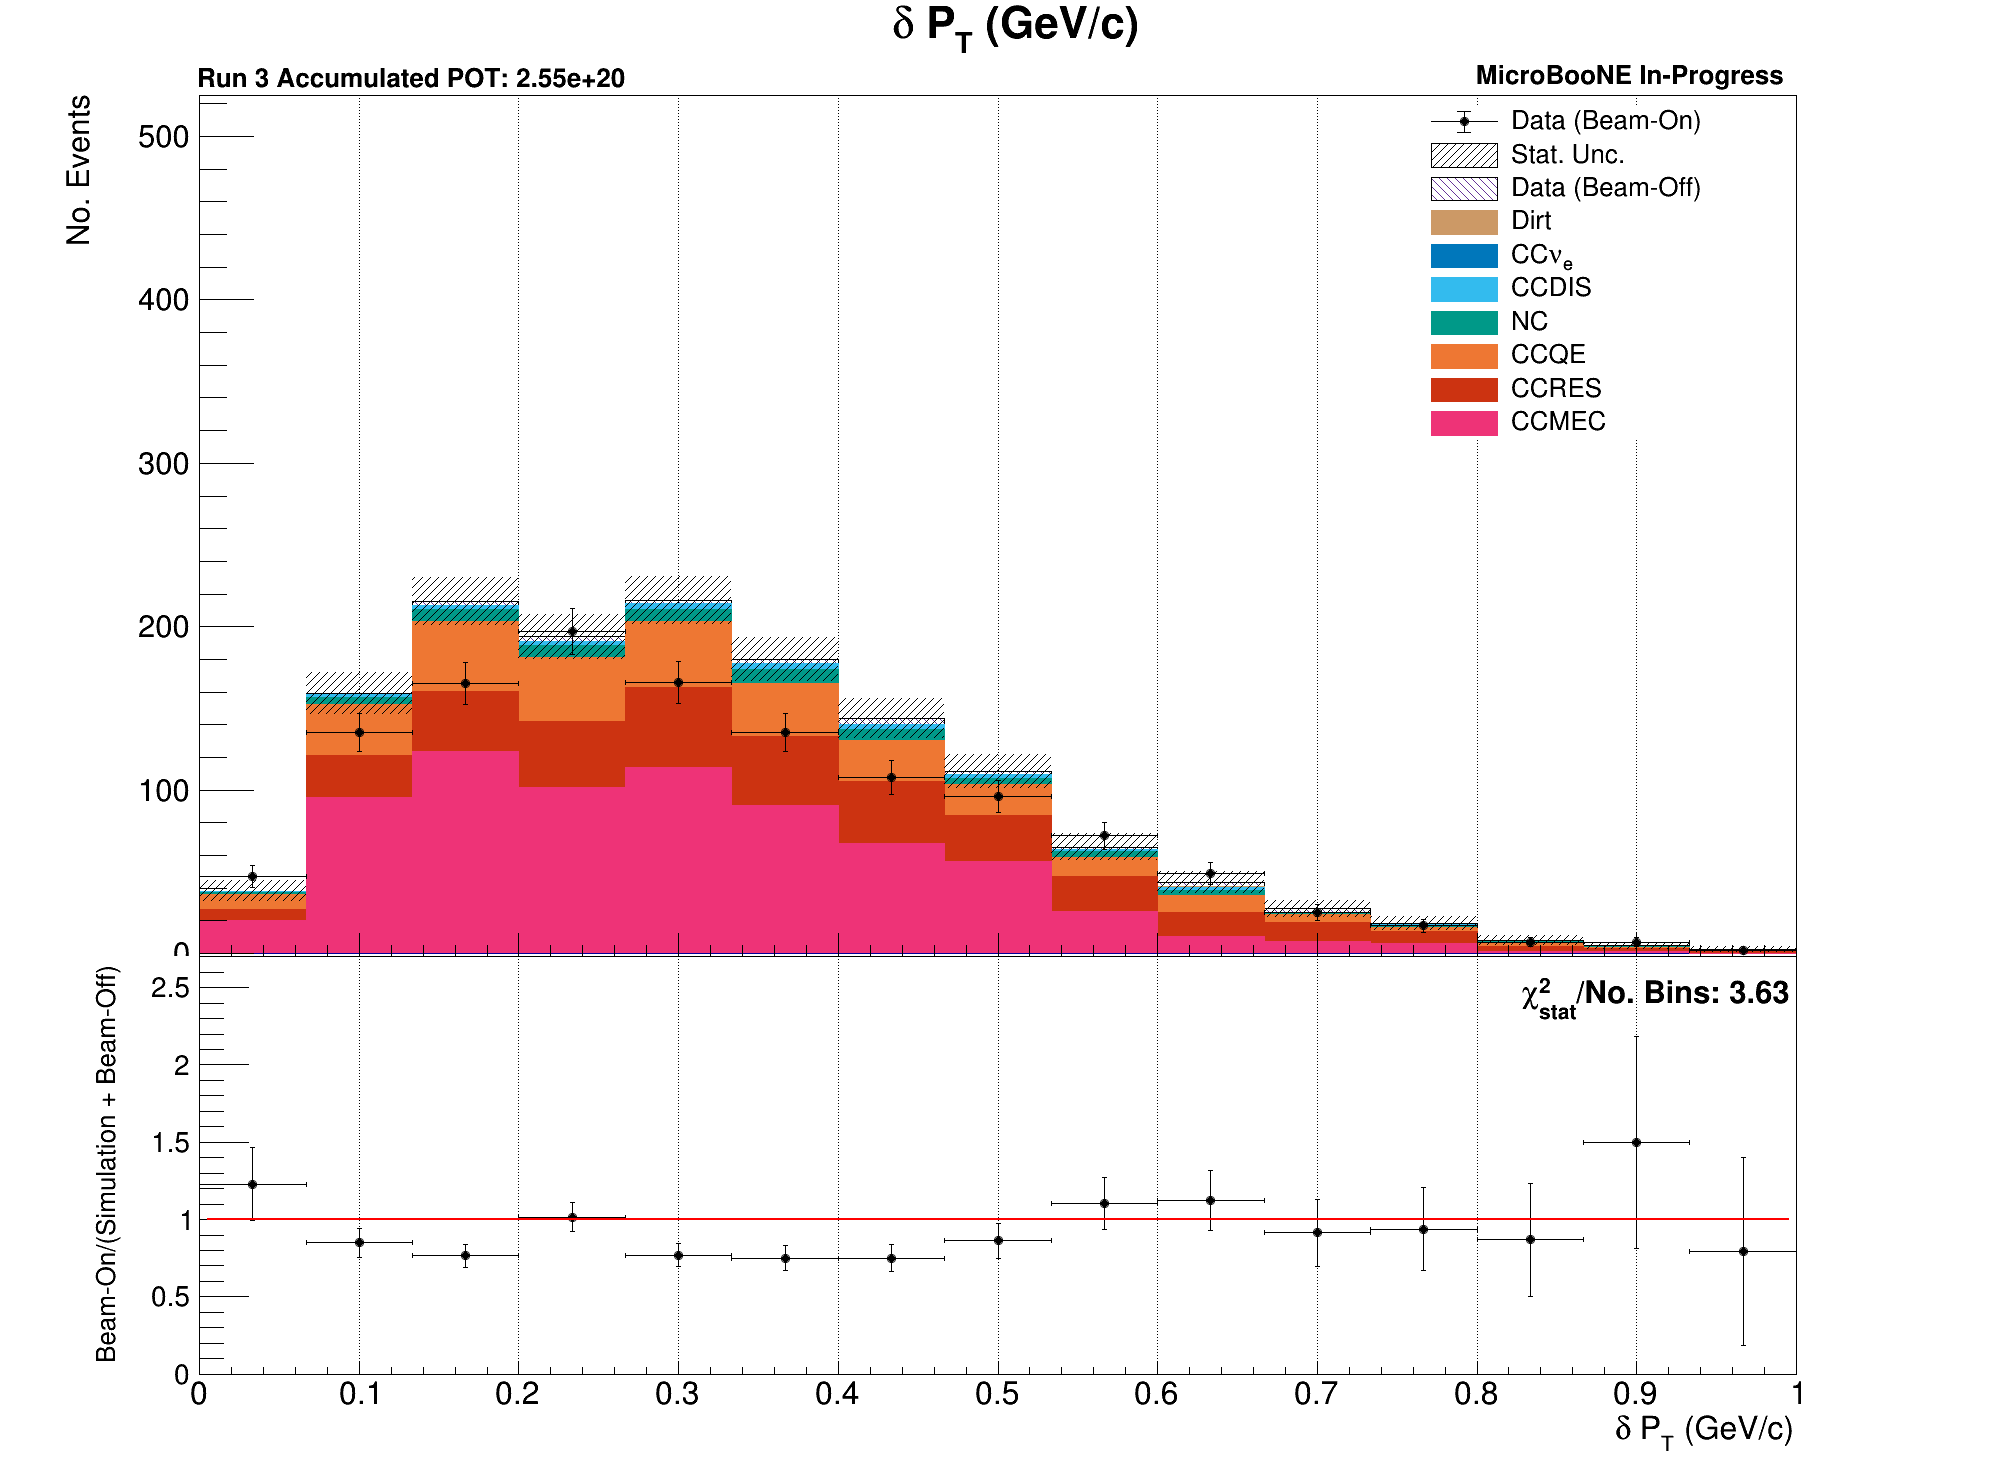 δ P_T (GeV/c)
Run 3 Accumulated POT: 2.55e+20
MicroBooNE In-Progress
No. Events
500
400
300
200
100
0
Data (Beam-On)
Stat. Unc.
Data (Beam-Off)
Dirt
CCν_e
CCDIS
NC
CCQE
CCRES
CCMEC
Beam-On/(Simulation + Beam-Off)
2.5
2
1.5
1
0.5
0
χ²_stat/No. Bins: 3.63
0 0.1 0.2 0.3 0.4 0.5 0.6 0.7 0.8 0.9 1
δ P_T (GeV/c)